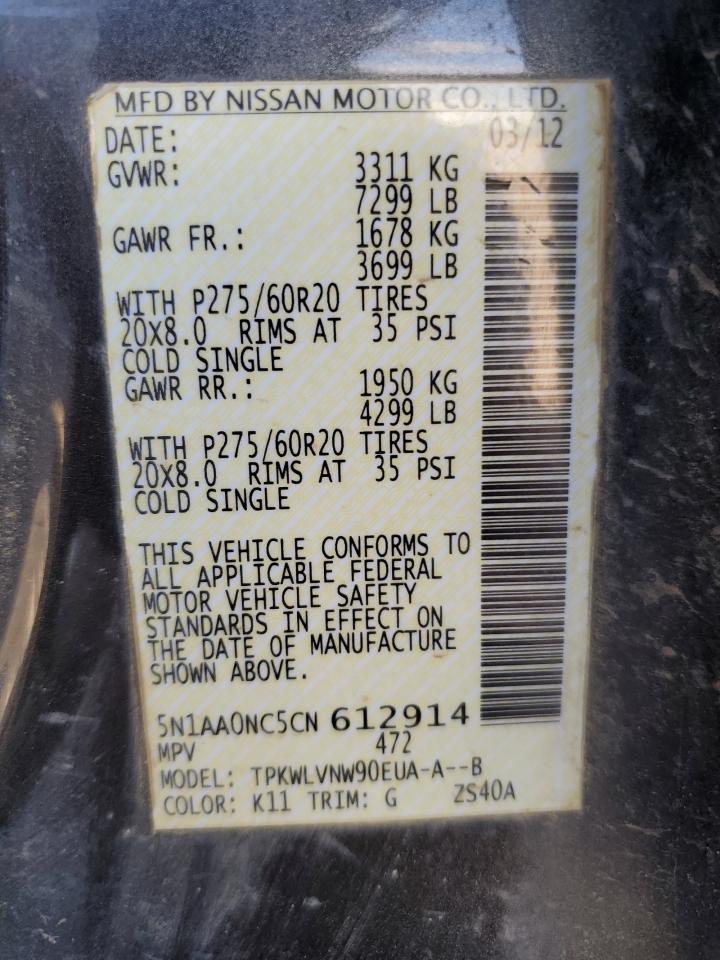 MFD BY NISSAN MOTOR CO., LTD.
DATE: 03/12
GVWR: 3311 KG
7299 LB
GAWR FR.: 1678 KG
3699 LB
WITH P275/60R20 TIRES
20X8.0 RIMS AT 35 PSI
COLD SINGLE
GAWR RR.: 1950 KG
4299 LB
WITH P275/60R20 TIRES
20X8.0 RIMS AT 35 PSI
COLD SINGLE
THIS VEHICLE CONFORMS TO
ALL APPLICABLE FEDERAL
MOTOR VEHICLE SAFETY
STANDARDS IN EFFECT ON
THE DATE OF MANUFACTURE
SHOWN ABOVE.
5N1AA0NC5CN 612914
MPV 472
MODEL: TPKWLVNW90EUA-A--B
COLOR: K11 TRIM: G ZS40A